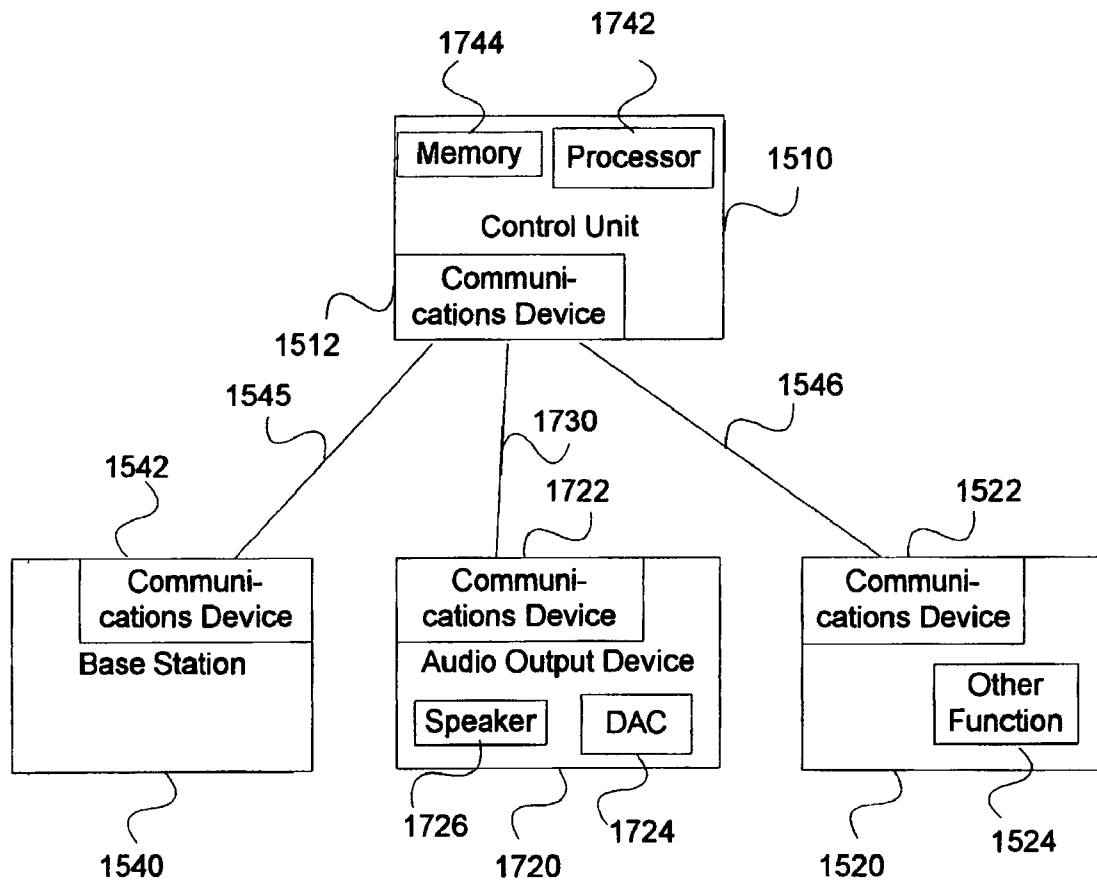 1744
1742
Memory
Processor
1510
Control Unit
Communi-
cations Device
1512
1545
1730
1546
1542
1722
1522
Communi-
cations Device
Base Station
Communi-
cations Device
Audio Output Device
Speaker
DAC
Communi-
cations Device
Other
Function
1540
1726
1720
1724
1520
1524